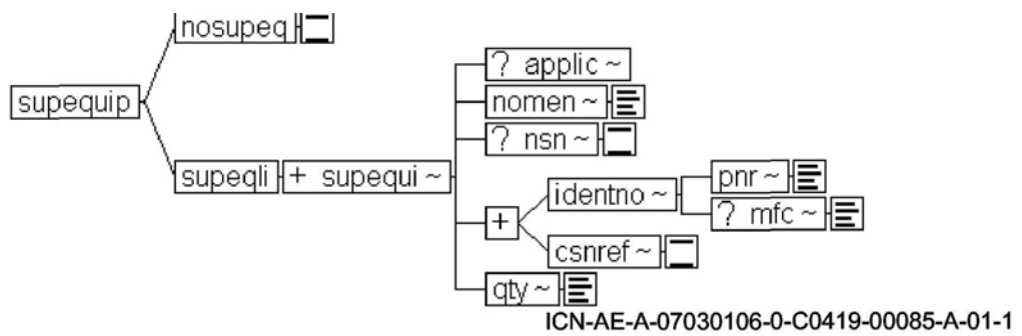 nosupeq
? applic ~
supequip
nomen ~
? nsn ~
supeqli + supequi ~
identno ~
pnr ~
? mfc ~
+
csnref ~
qty ~
ICN-AE-A-07030106-0-C0419-00085-A-01-1